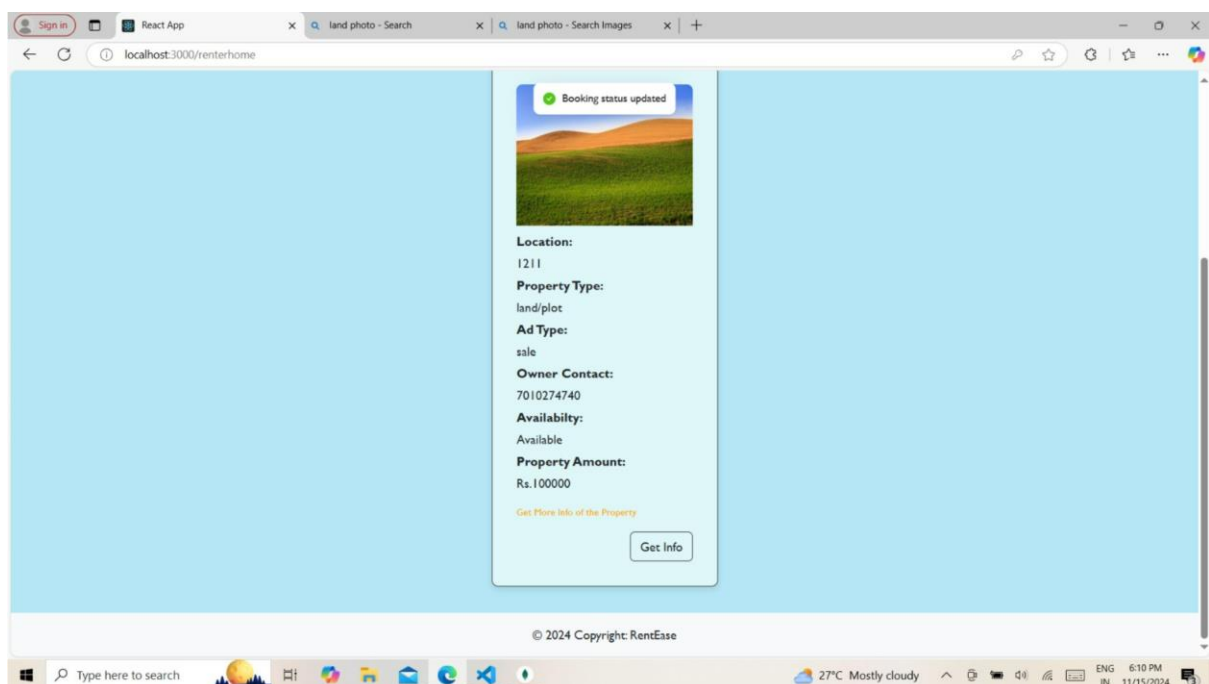 Sign in
React App
land photo - Search
land photo - Search Images
localhost:3000/renterhome
Booking status updated
Location:
1211
Property Type:
land/plot
Ad Type:
sale
Owner Contact:
7010274740
Availabilty:
Available
Property Amount:
Rs.100000
Get More Info of the Property
Get Info
© 2024 Copyright: RentEase
Type here to search
27°C Mostly cloudy
ENG 6:10 PM
IN 11/15/2024